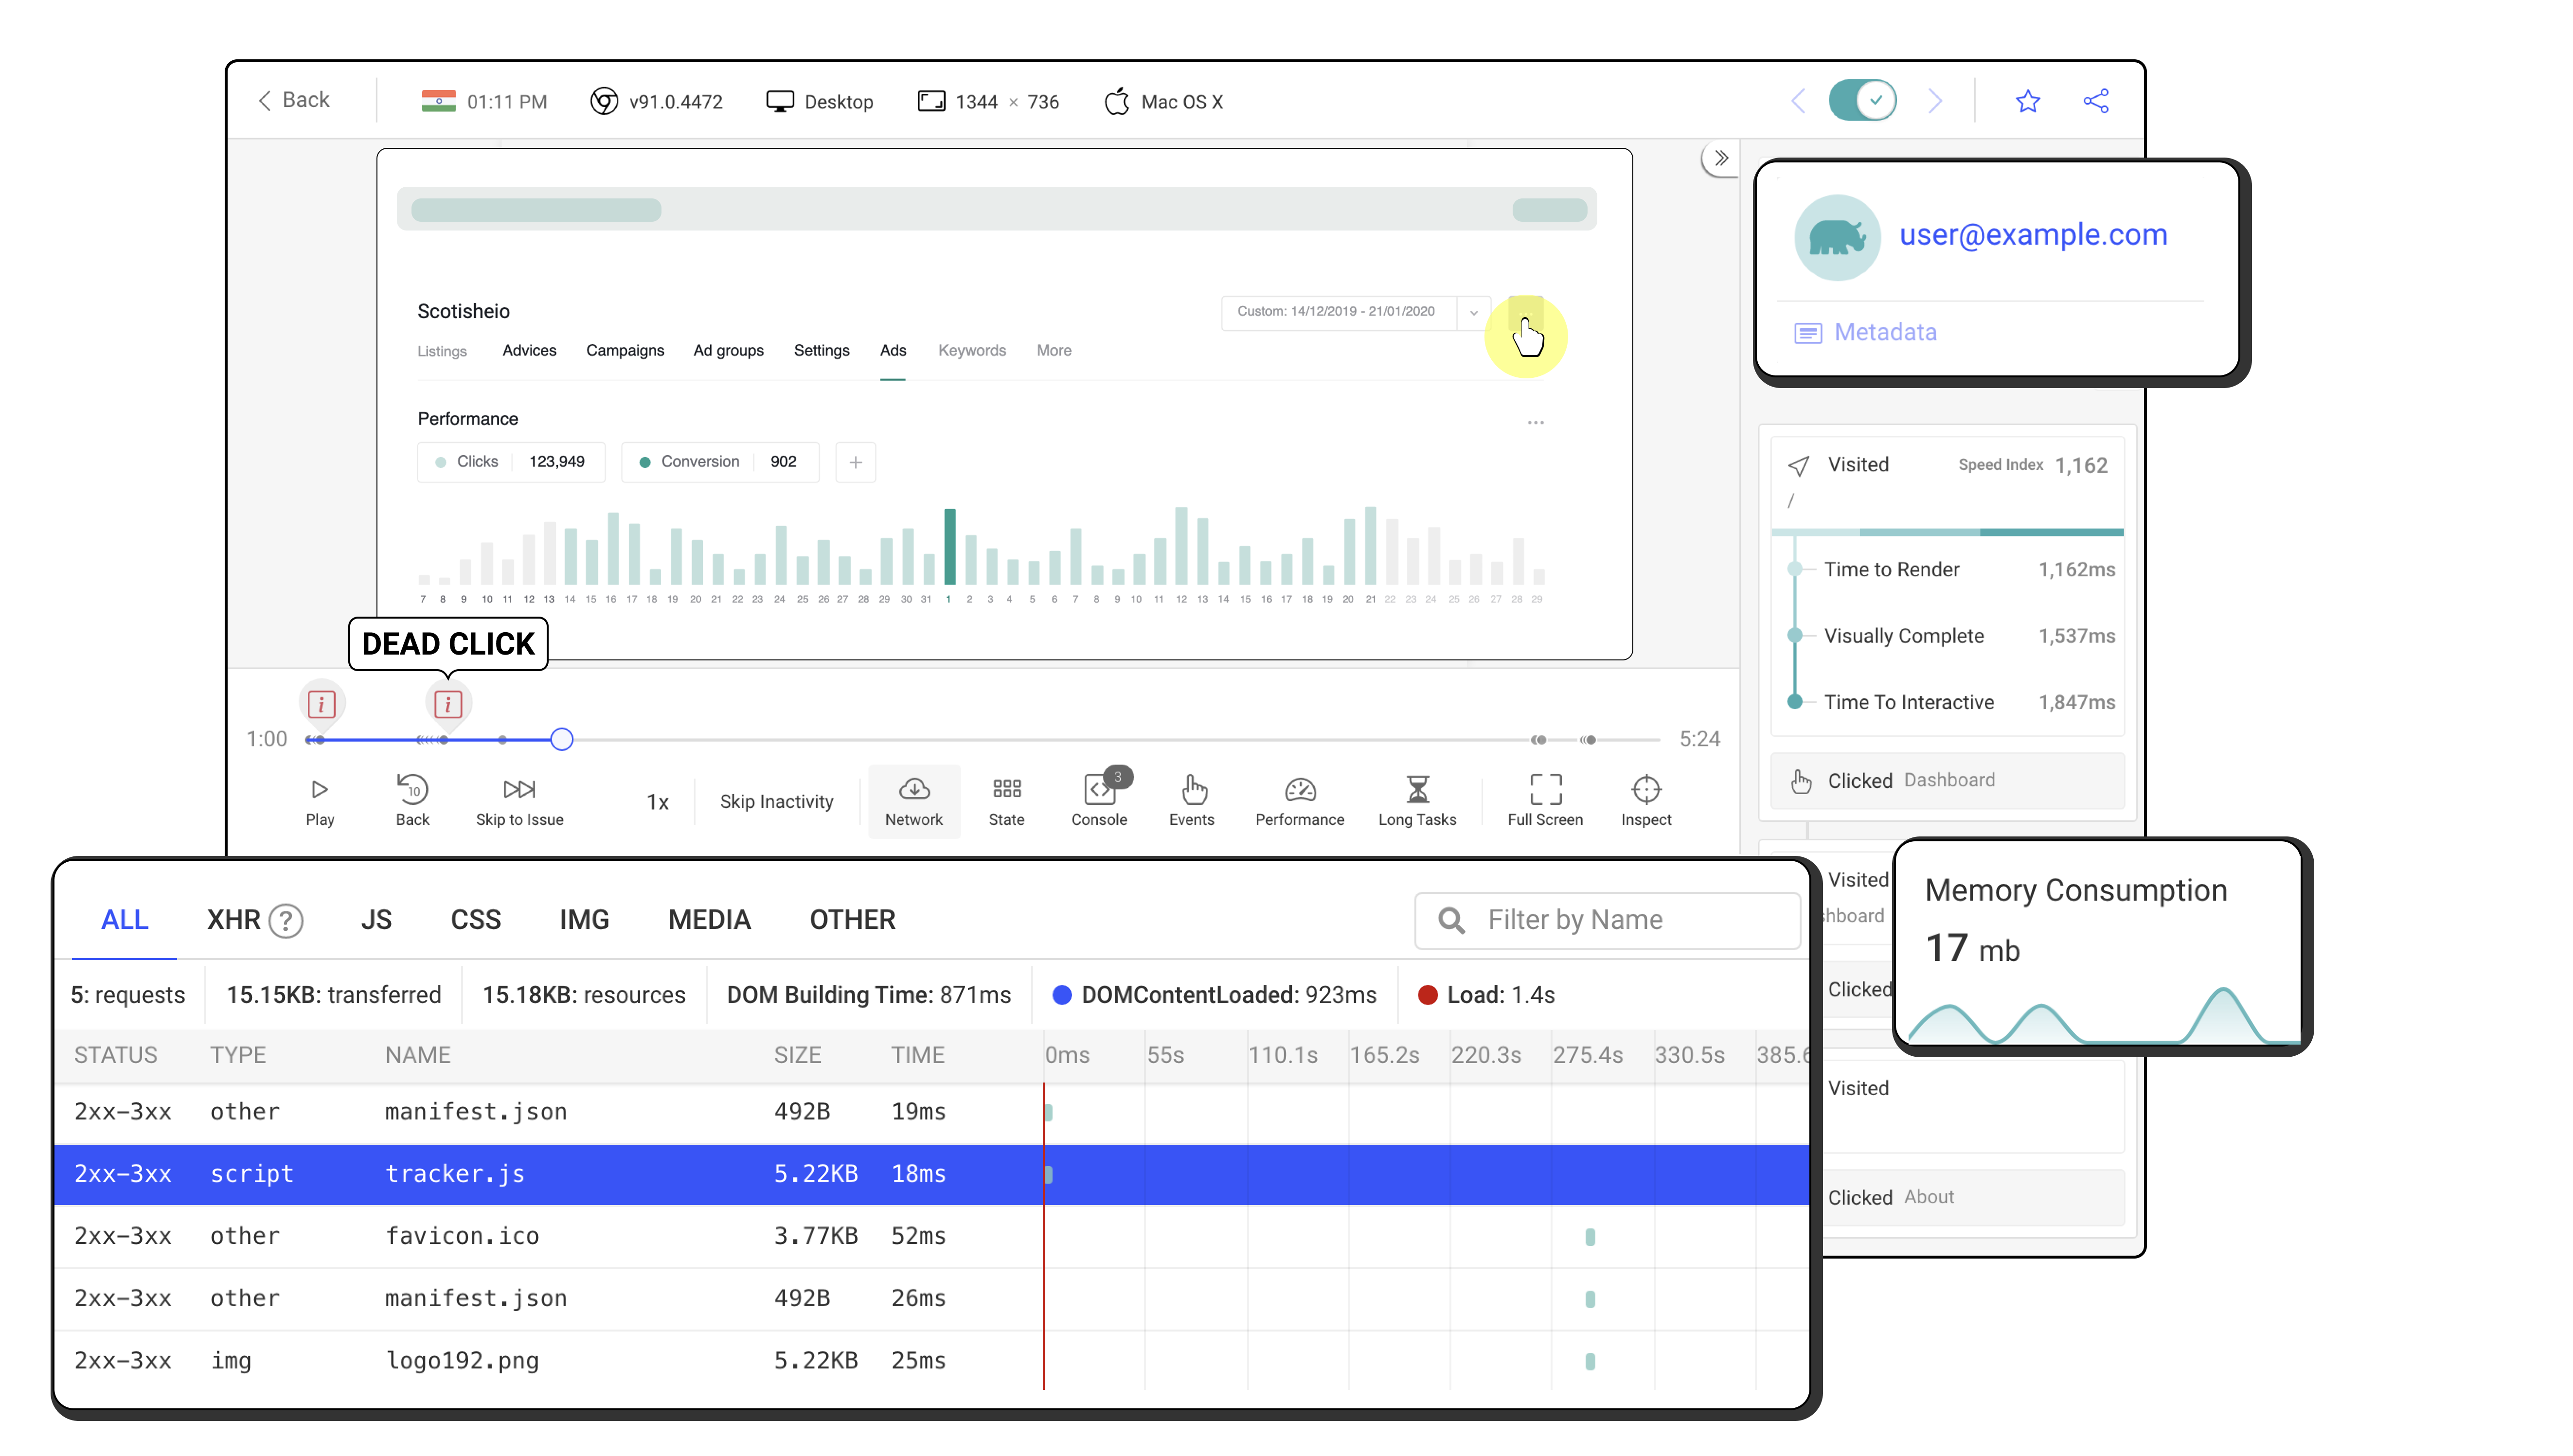 Back
01:11 PM
v91.0.4472
Desktop
1344 × 736
Mac OS X
user@example.com
Metadata
Scotisheio
Custom: 14/12/2019 - 21/01/2020
Listings Advices Campaigns Ad groups Settings Ads Keywords More
Performance
Clicks 123,949 Conversion 902
7 8 9 10 11 12 13 14 15 16 17 18 19 20 21 22 23 24 25 26 27 28 29 30 31 1 2 3 4 5 6 7 8 9 10 11 12 13 14 15 16 17 18 19 20 21 22 23 24 25 26 27 28 29
Visited Speed Index 1,162
/
Time to Render 1,162ms
Visually Complete 1,537ms
Time To Interactive 1,847ms
Clicked Dashboard
DEAD CLICK
1:00
5:24
Play
10
Back
Skip to Issue
1x
Skip Inactivity
Network
State
3
Console
Events
Performance
Long Tasks
Full Screen
Inspect
Visited
hboard
Clicked
Memory Consumption
17 mb
Visited
Clicked About
ALL XHR ? JS CSS IMG MEDIA OTHER
Filter by Name
5: requests 15.15KB: transferred 15.18KB: resources DOM Building Time: 871ms DOMContentLoaded: 923ms Load: 1.4s
STATUS TYPE NAME SIZE TIME 0ms 55s 110.1s 165.2s 220.3s 275.4s 330.5s 385.6
2xx-3xx other manifest.json 492B 19ms
2xx-3xx script tracker.js 5.22KB 18ms
2xx-3xx other favicon.ico 3.77KB 52ms
2xx-3xx other manifest.json 492B 26ms
2xx-3xx img logo192.png 5.22KB 25ms